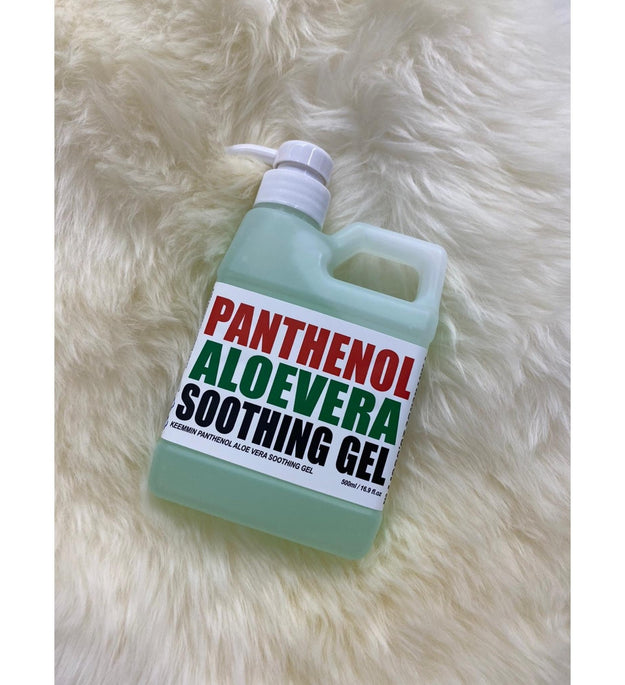 PANTHENOL
ALOEVERA
SOOTHING GEL
KEEMMIN PANTHENOL ALOE VERA SOOTHING GEL
500ml / 16.9 fl.oz